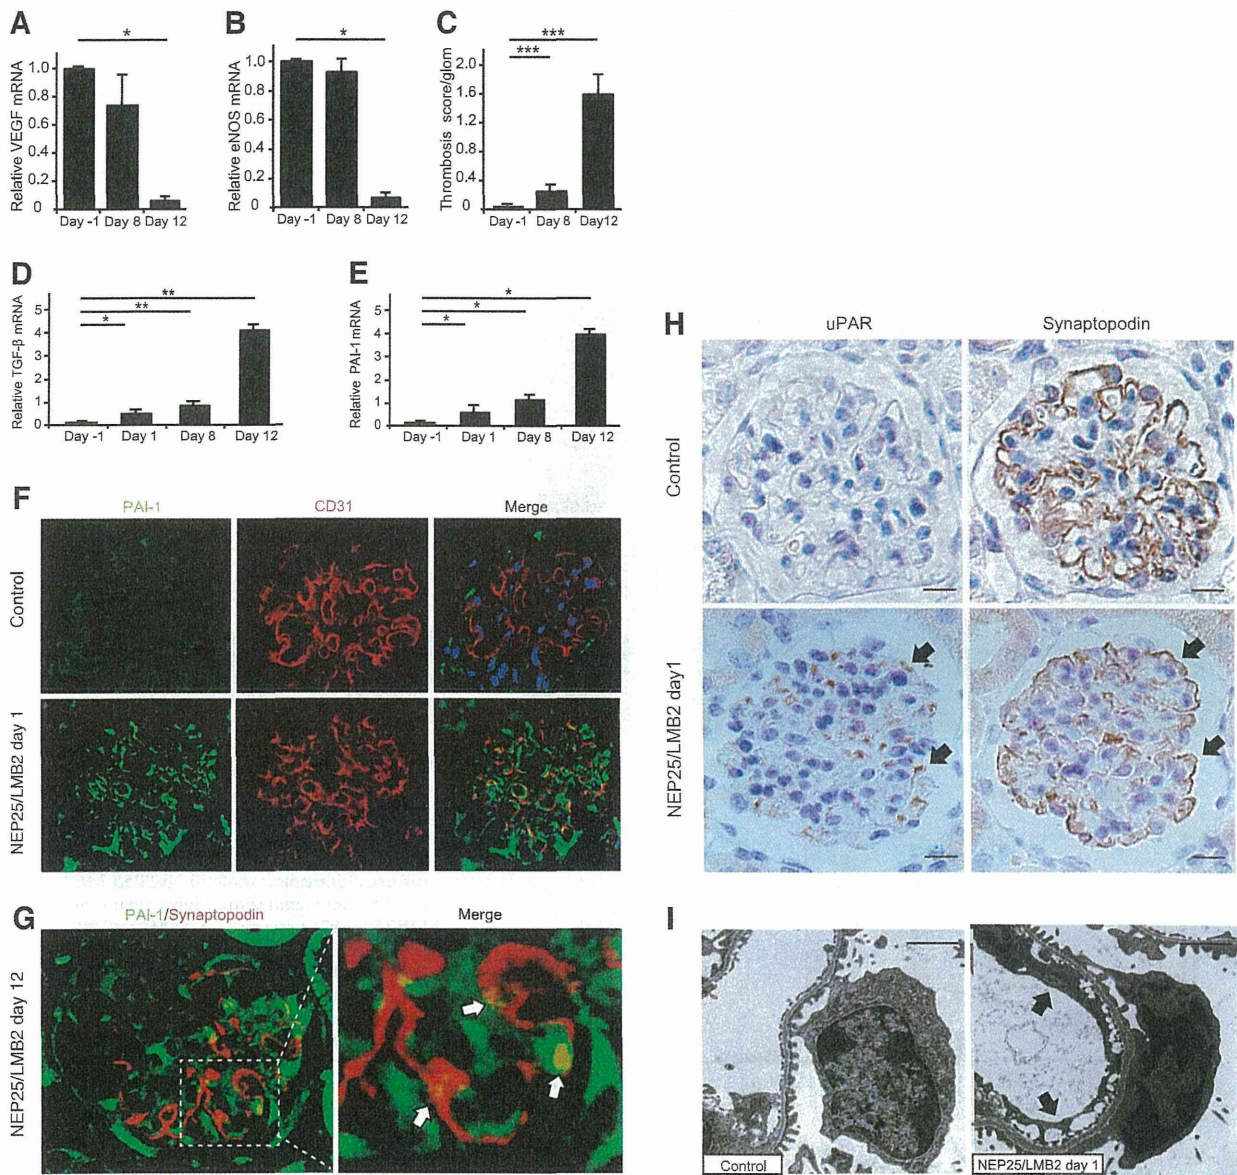 A
*
Relative VEGF mRNA
1.0
0.8
0.6
0.4
0.2
0
Day -1 Day 8 Day 12
B
*
Relative eNOS mRNA
1.0
0.8
0.6
0.4
0.2
0
Day -1 Day 8 Day 12
C
***
***
Thrombosis score/glom
2.0
1.6
1.2
0.8
0.4
0
Day -1 Day 8 Day12
D
**
**
*
Relative TGF-β mRNA
5
4
3
2
1
0
Day -1 Day 1 Day 8 Day 12
E
*
*
*
Relative PAI-1 mRNA
5
4
3
2
1
0
Day -1 Day 1 Day 8 Day 12
F
PAI-1 CD31 Merge
Control
NEP25/LMB2 day 1
G
PAI-1/Synaptopodin Merge
NEP25/LMB2 day 12
H
uPAR Synaptopodin
Control
NEP25/LMB2 day1
I
Control
NEP25/LMB2 day 1